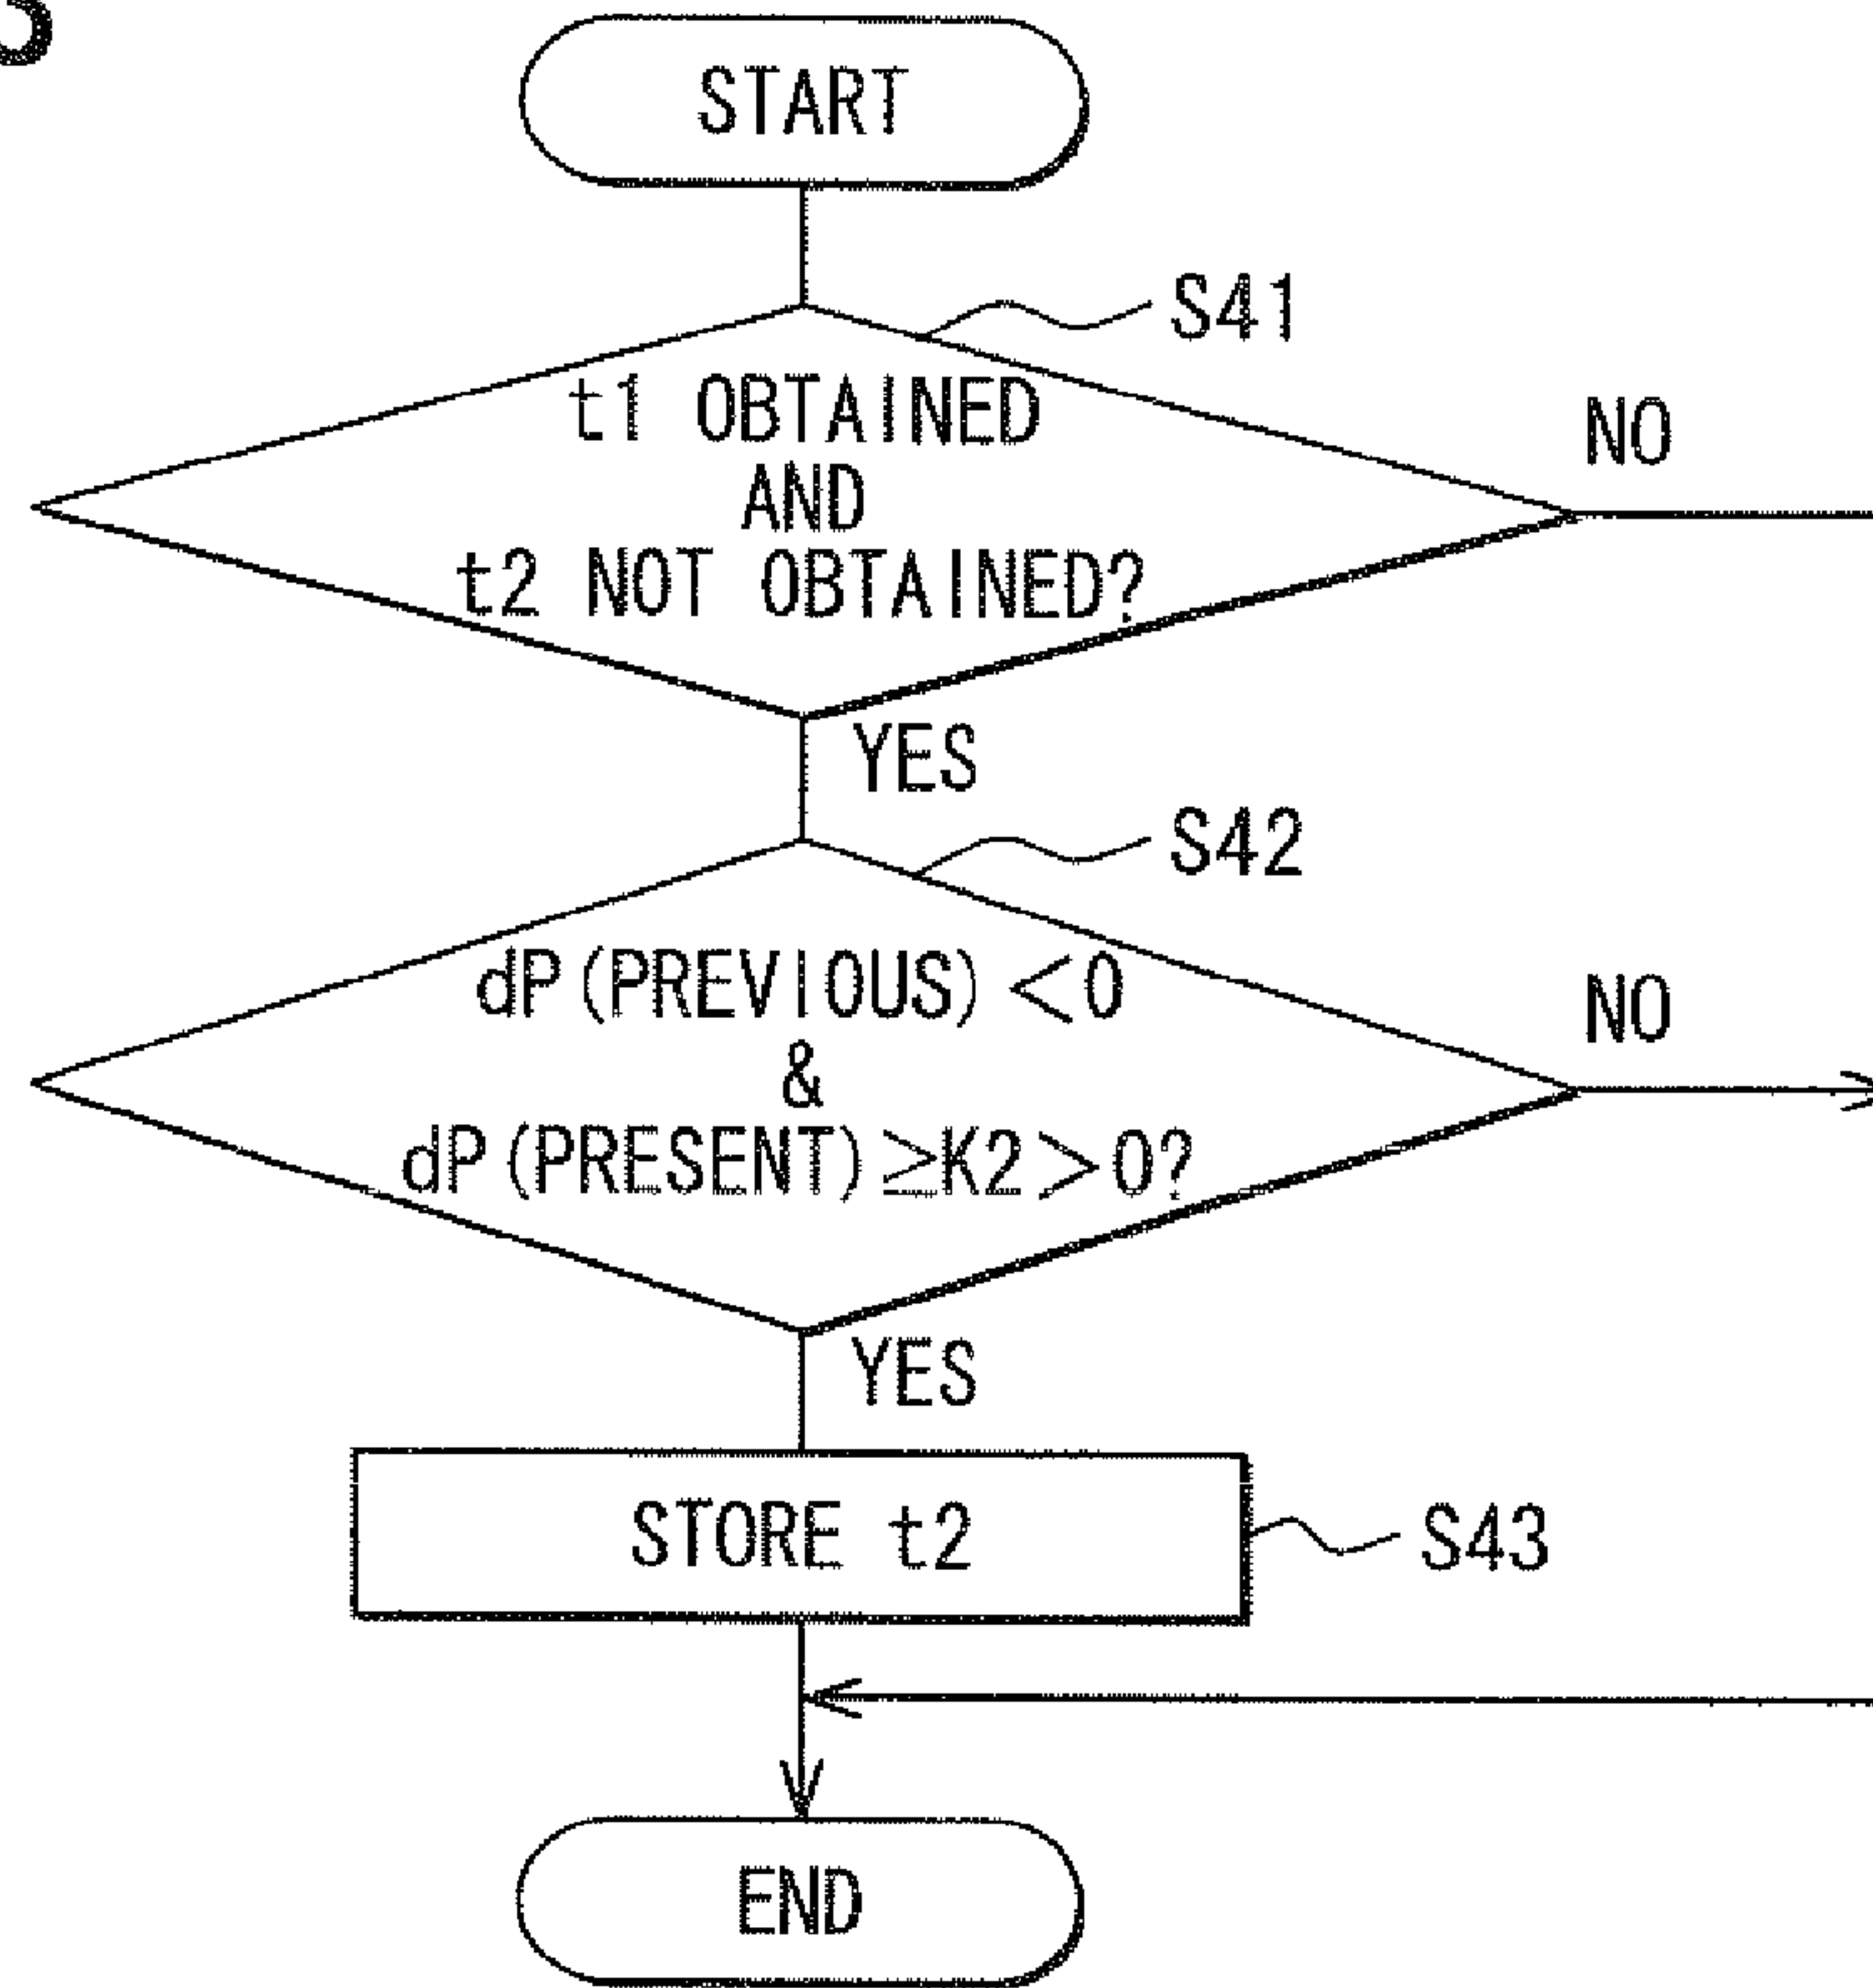 START
S41
t1 OBTAINED
AND
t2 NOT OBTAINED?
NO
YES
S42
dP(PREVIOUS)<0
&
dP(PRESENT)≥K2>0?
NO
YES
STORE t2
S43
END